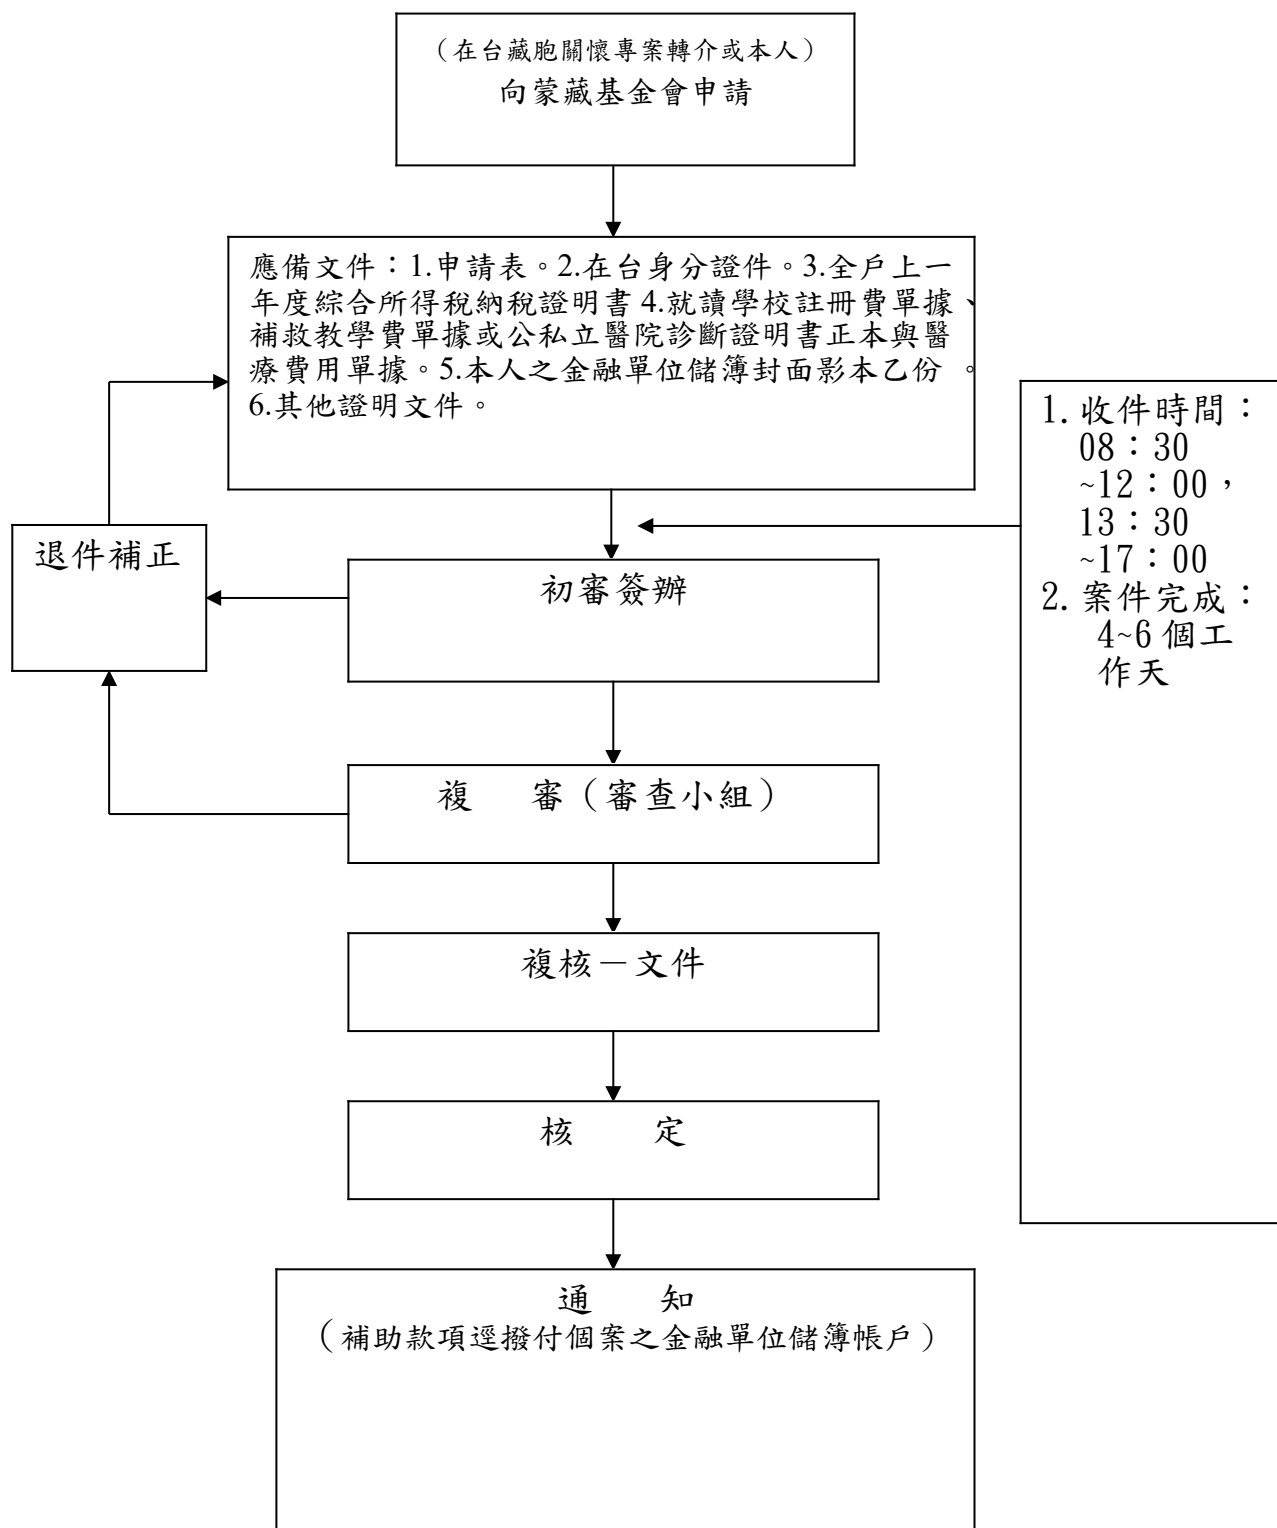 （在台藏胞關懷專案轉介或本人）
向蒙藏基金會申請
應備文件：1.申請表。2.在台身分證件。3.全戶上一
年度綜合所得稅納稅證明書 4.就讀學校註冊費單據、
補救教學費單據或公私立醫院診斷證明書正本與醫
療費用單據。5.本人之金融單位儲簿封面影本乙份 。
6.其他證明文件。
1. 收件時間：
08：30
~12：00，
13：30
~17：00
2. 案件完成：
4~6 個工
作天
退件補正
初審簽辦
複　審（審查小組）
複核－文件
核　　定
通　知
（補助款項逕撥付個案之金融單位儲簿帳戶）